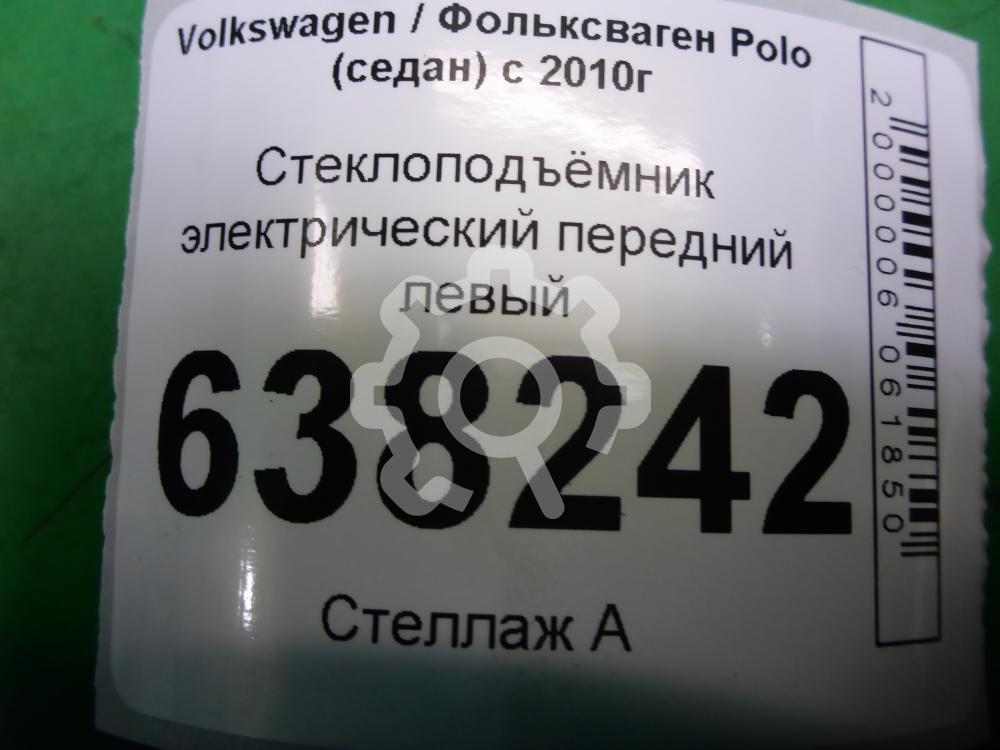 Volkswagen / Фольксваген Polo
(седан) с 2010г
Стеклоподъёмник
электрический передний
левый
638242
Стеллаж А
2000006061850